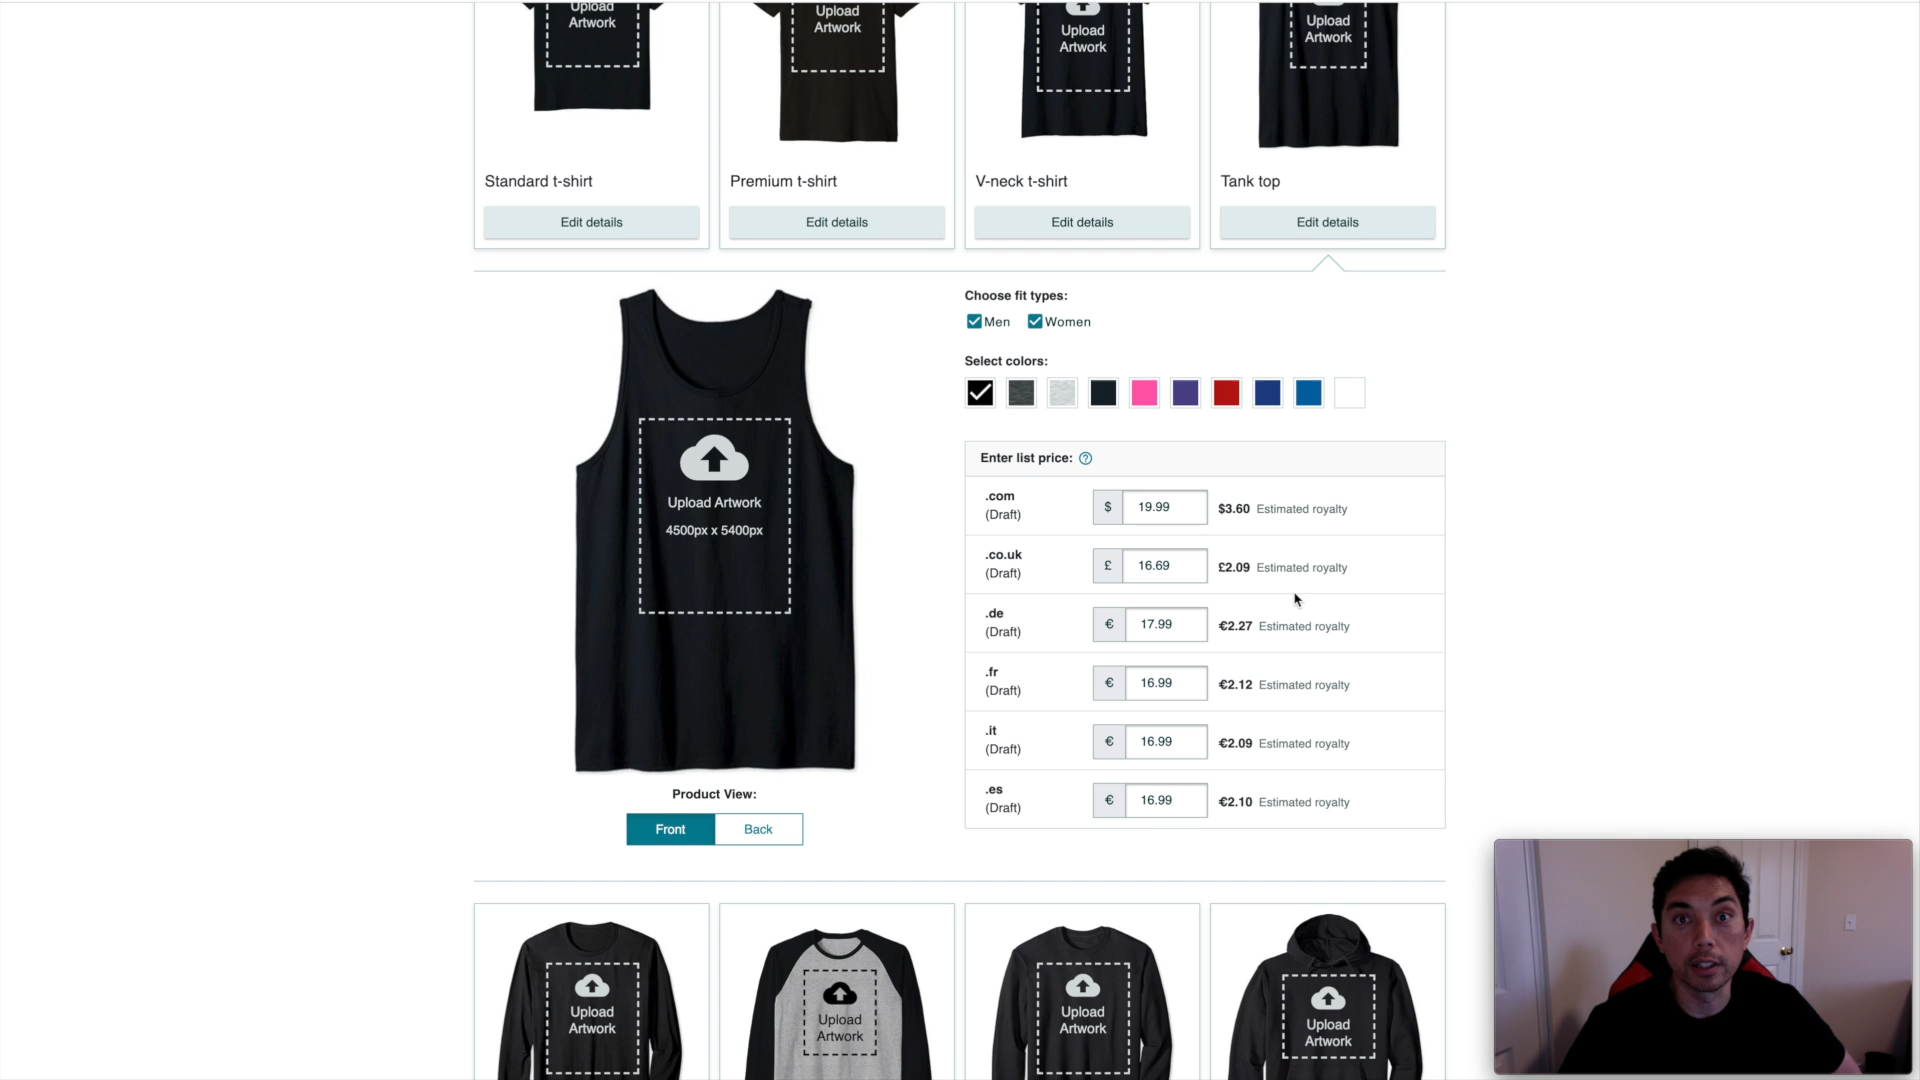 Upload
Artwork
Upload
Artwork
Upload
Artwork
Upload
Artwork
Standard t-shirt
Premium t-shirt
V-neck t-shirt
Tank top
Edit details
Edit details
Edit details
Edit details
Choose fit types:
Men
Women
Select colors:
Upload Artwork
4500px x 5400px
Product View:
Front
Back
Enter list price: ?
.com
(Draft)
$
19.99
$3.60 Estimated royalty
.co.uk
(Draft)
£
16.69
£2.09 Estimated royalty
.de
(Draft)
€
17.99
€2.27 Estimated royalty
.fr
(Draft)
€
16.99
€2.12 Estimated royalty
.it
(Draft)
€
16.99
€2.09 Estimated royalty
.es
(Draft)
€
16.99
€2.10 Estimated royalty
Upload
Artwork
Upload
Artwork
Upload
Artwork
Upload
Artwork